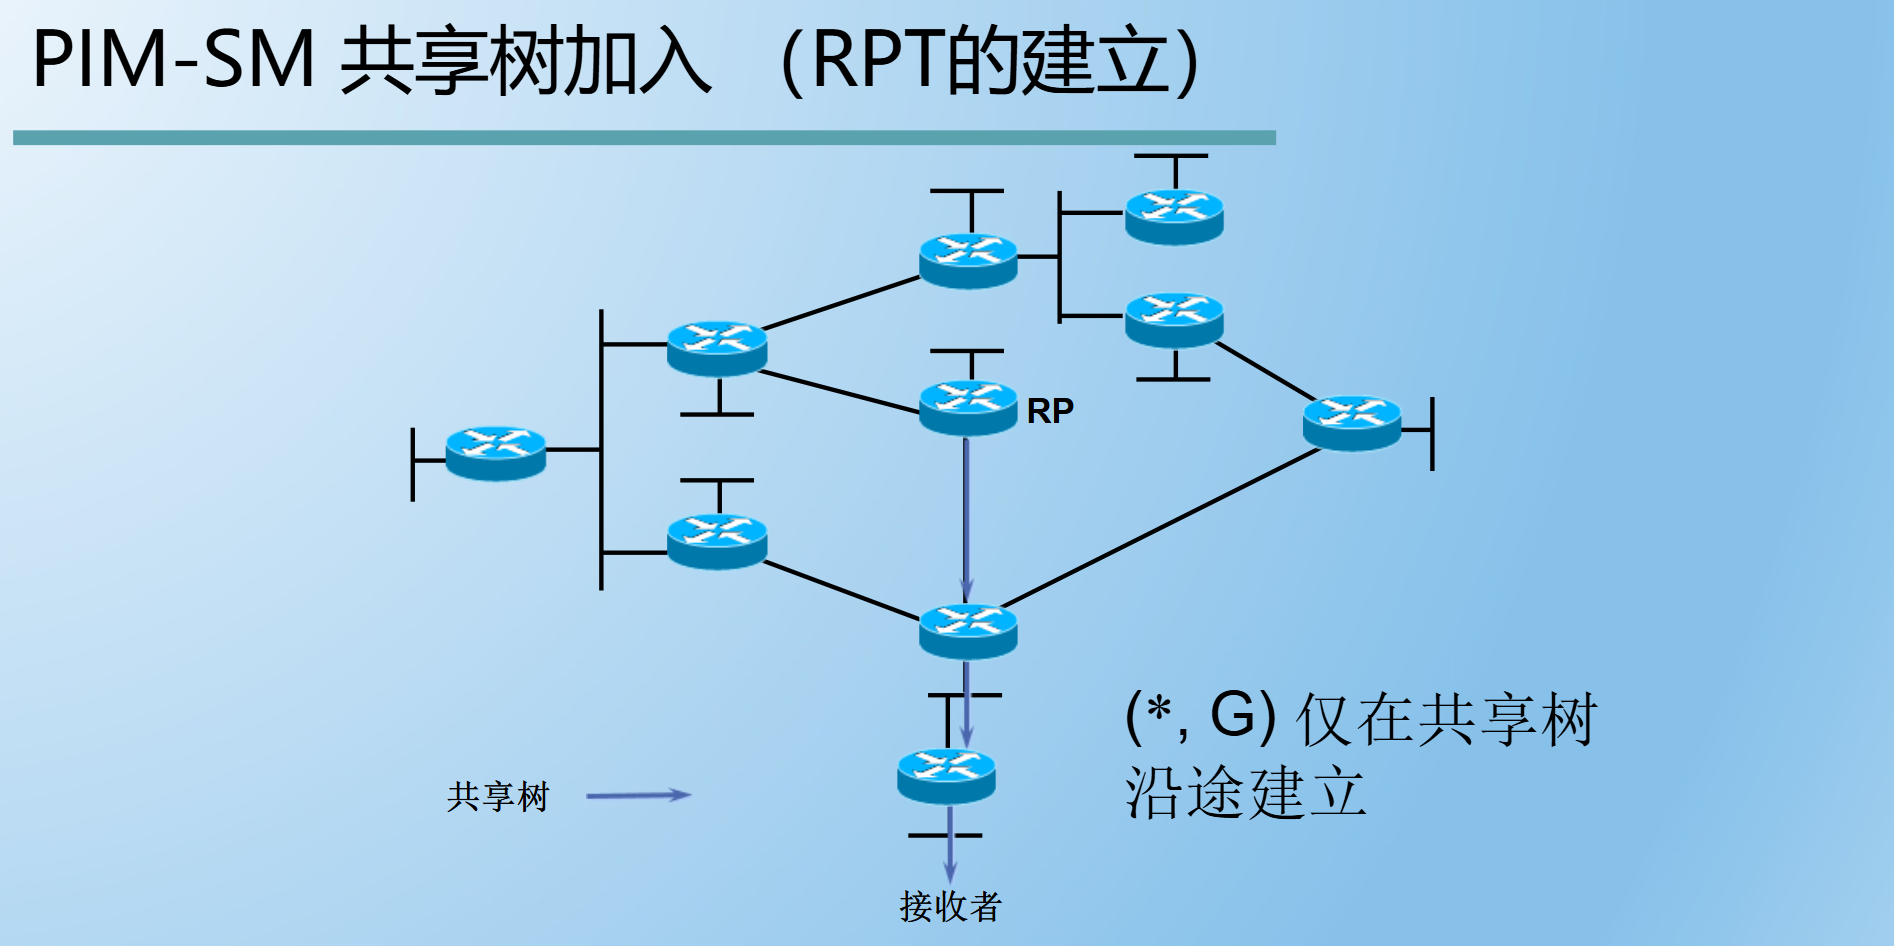 PIM-SM 共享树加入 （RPT的建立）
RP
(*, G) 仅在共享树
沿途建立
共享树
接收者